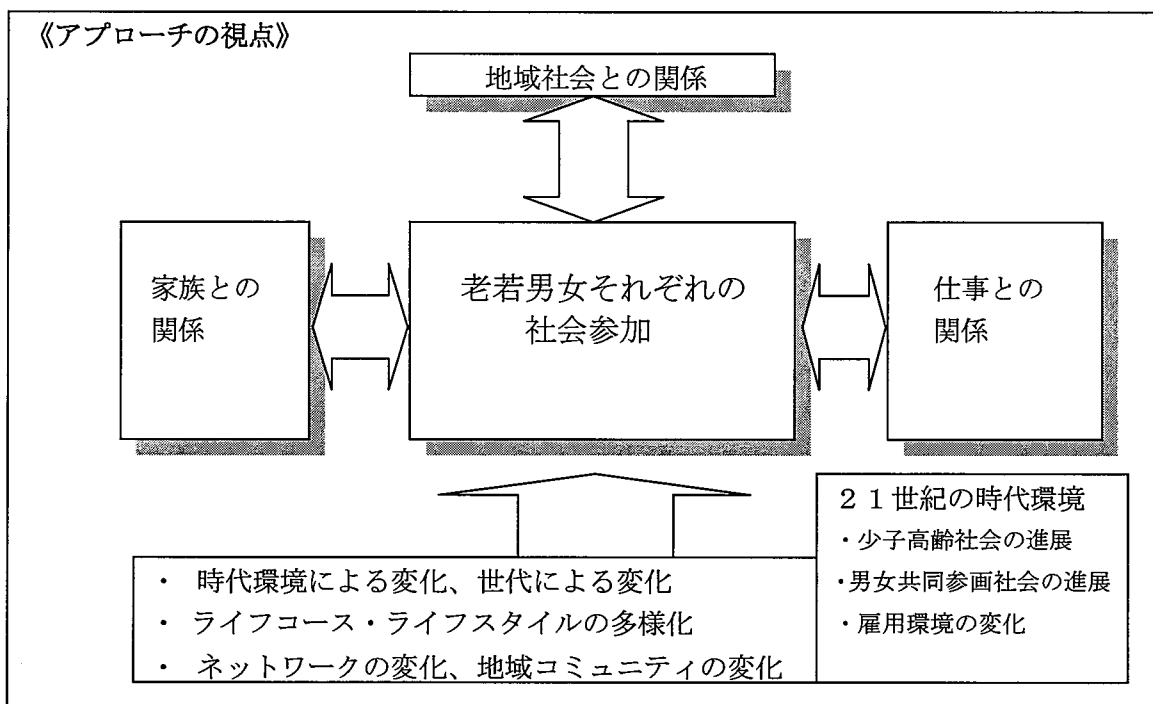 《アプローチの視点》
地域社会との関係
家族との
関係
老若男女それぞれの
社会参加
仕事との
関係
・ 時代環境による変化、世代による変化
・ ライフコース・ライフスタイルの多様化
・ ネットワークの変化、地域コミュニティの変化
２１世紀の時代環境
・少子高齢社会の進展
・男女共同参画社会の進展
・雇用環境の変化